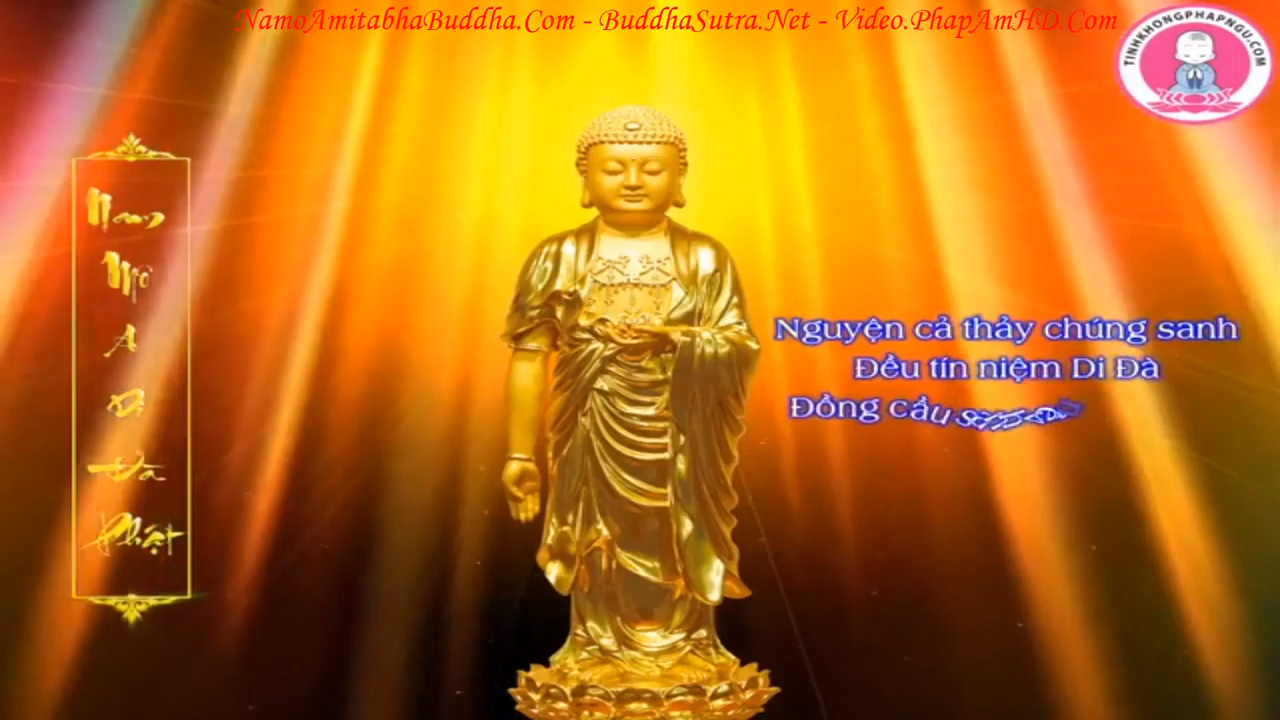 NamoAmitabhaBuddha.Com - BuddhaSutra.Net - Video.PhapAmHD.Com
TINHKHONGPHAPNGU.COM
Nam
Mô
A
Di
Đà
Phật
Nguyện cả thảy chúng sanh
Đều tín niệm Di Đà
Đồng cầu